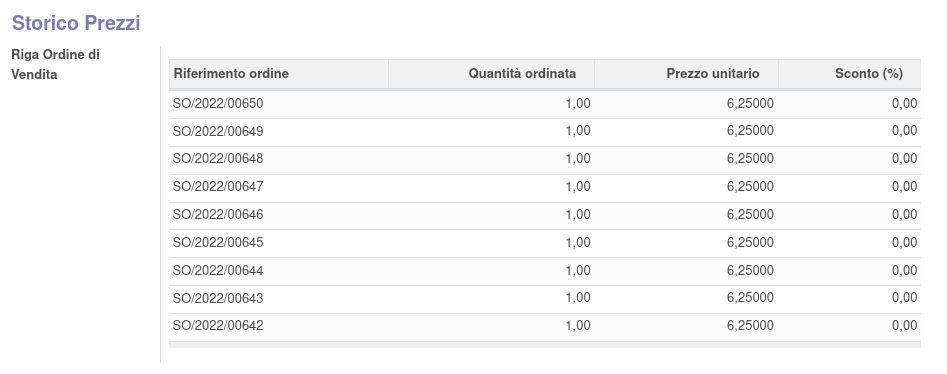 Storico Prezzi
Riga Ordine di
Vendita
Riferimento ordine Quantità ordinata Prezzo unitario Sconto (%)
SO/2022/00650 1,00 6,25000 0,00
SO/2022/00649 1,00 6,25000 0,00
SO/2022/00648 1,00 6,25000 0,00
SO/2022/00647 1,00 6,25000 0,00
SO/2022/00646 1,00 6,25000 0,00
SO/2022/00645 1,00 6,25000 0,00
SO/2022/00644 1,00 6,25000 0,00
SO/2022/00643 1,00 6,25000 0,00
SO/2022/00642 1,00 6,25000 0,00